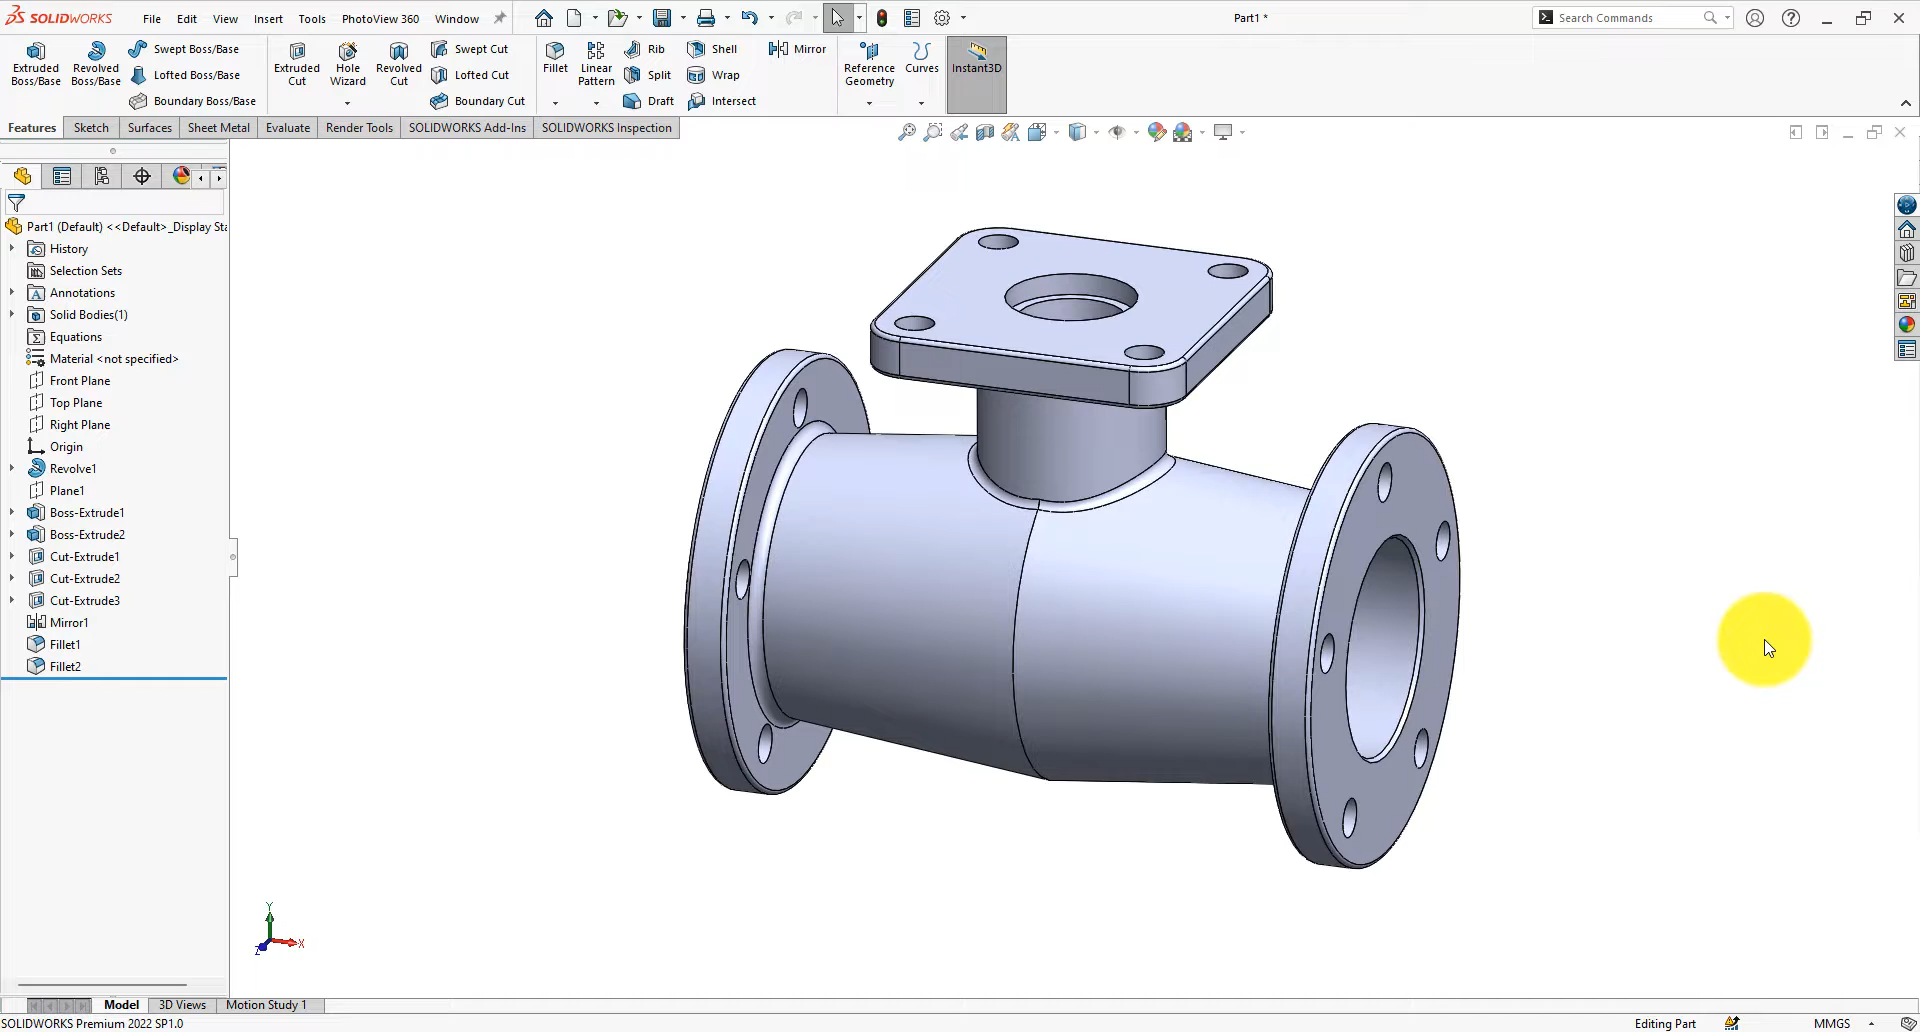 SOLIDWORKS File Edit View Insert Tools PhotoView 360 Window Part1 * Search Commands
Extruded Boss/Base
Revolved Boss/Base
Swept Boss/Base
Lofted Boss/Base
Boundary Boss/Base
Extruded Cut
Hole Wizard
Revolved Cut
Swept Cut
Lofted Cut
Boundary Cut
Fillet
Linear Pattern
Rib
Split
Draft
Shell
Wrap
Intersect
Mirror
Reference Geometry
Curves
Instant3D
Features Sketch Surfaces Sheet Metal Evaluate Render Tools SOLIDWORKS Add-Ins SOLIDWORKS Inspection
Part1 (Default) <<Default>_Display Sta
History
Selection Sets
Annotations
Solid Bodies(1)
Equations
Material <not specified>
Front Plane
Top Plane
Right Plane
Origin
Revolve1
Plane1
Boss-Extrude1
Boss-Extrude2
Cut-Extrude1
Cut-Extrude2
Cut-Extrude3
Mirror1
Fillet1
Fillet2
Y
X
Z
Model 3D Views Motion Study 1
SOLIDWORKS Premium 2022 SP1.0 Editing Part MMGS